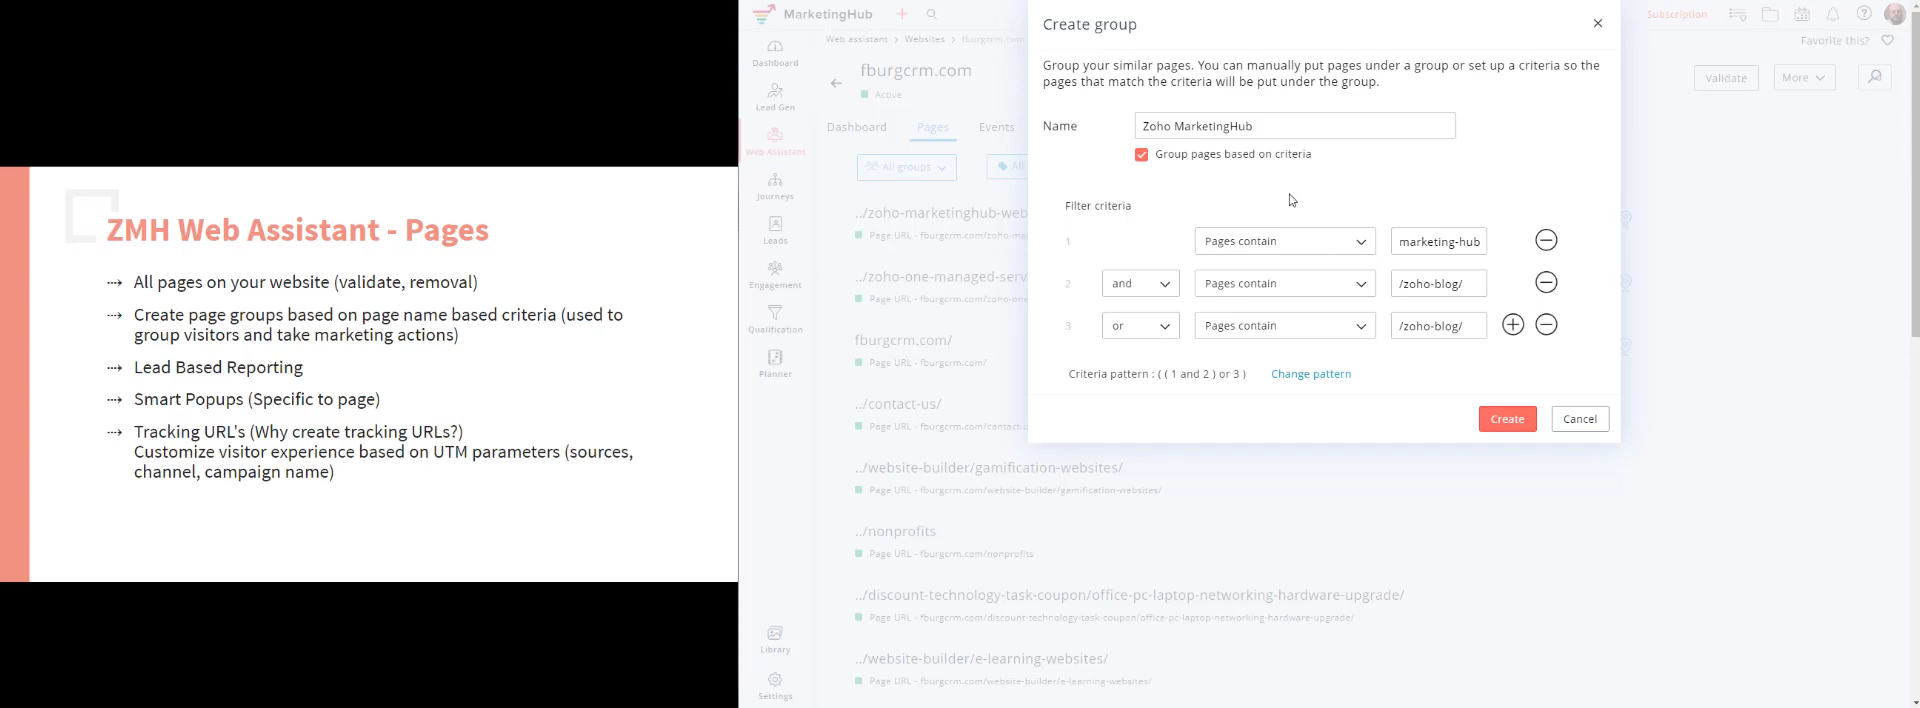 ZMH Web Assistant - Pages
All pages on your website (validate, removal)
Create page groups based on page name based criteria (used to
group visitors and take marketing actions)
Lead Based Reporting
Smart Popups (Specific to page)
Tracking URL's (Why create tracking URLs?)
Customize visitor experience based on UTM parameters (sources,
channel, campaign name)
MarketingHub
Subscription
Dashboard
Lead Gen
Web Assistant
Journeys
Leads
Engagement
Qualification
Planner
Library
Settings
Web assistant > Websites > fburgcrm.com
Favorite this?
fburgcrm.com
Active
Validate
More
Dashboard Pages Events
All groups
All
../zoho-marketinghub-web
Page URL - fburgcrm.com/zoho-ma
../zoho-one-managed-serv
Page URL - fburgcrm.com/zoho-one
fburgcrm.com/
Page URL - fburgcrm.com/
../contact-us/
Page URL - fburgcrm.com/contact-u
../website-builder/gamification-websites/
Page URL - fburgcrm.com/website-builder/gamification-websites/
../nonprofits
Page URL - fburgcrm.com/nonprofits
../discount-technology-task-coupon/office-pc-laptop-networking-hardware-upgrade/
Page URL - fburgcrm.com/discount-technology-task-coupon/office-pc-laptop-networking-hardware-upgrade/
../website-builder/e-learning-websites/
Page URL - fburgcrm.com/website-builder/e-learning-websites/
Create group
Group your similar pages. You can manually put pages under a group or set up a criteria so the
pages that match the criteria will be put under the group.
Name Zoho MarketingHub
Group pages based on criteria
Filter criteria
1 Pages contain marketing-hub
2 and Pages contain /zoho-blog/
3 or Pages contain /zoho-blog/
Criteria pattern : ( ( 1 and 2 ) or 3 ) Change pattern
Create Cancel